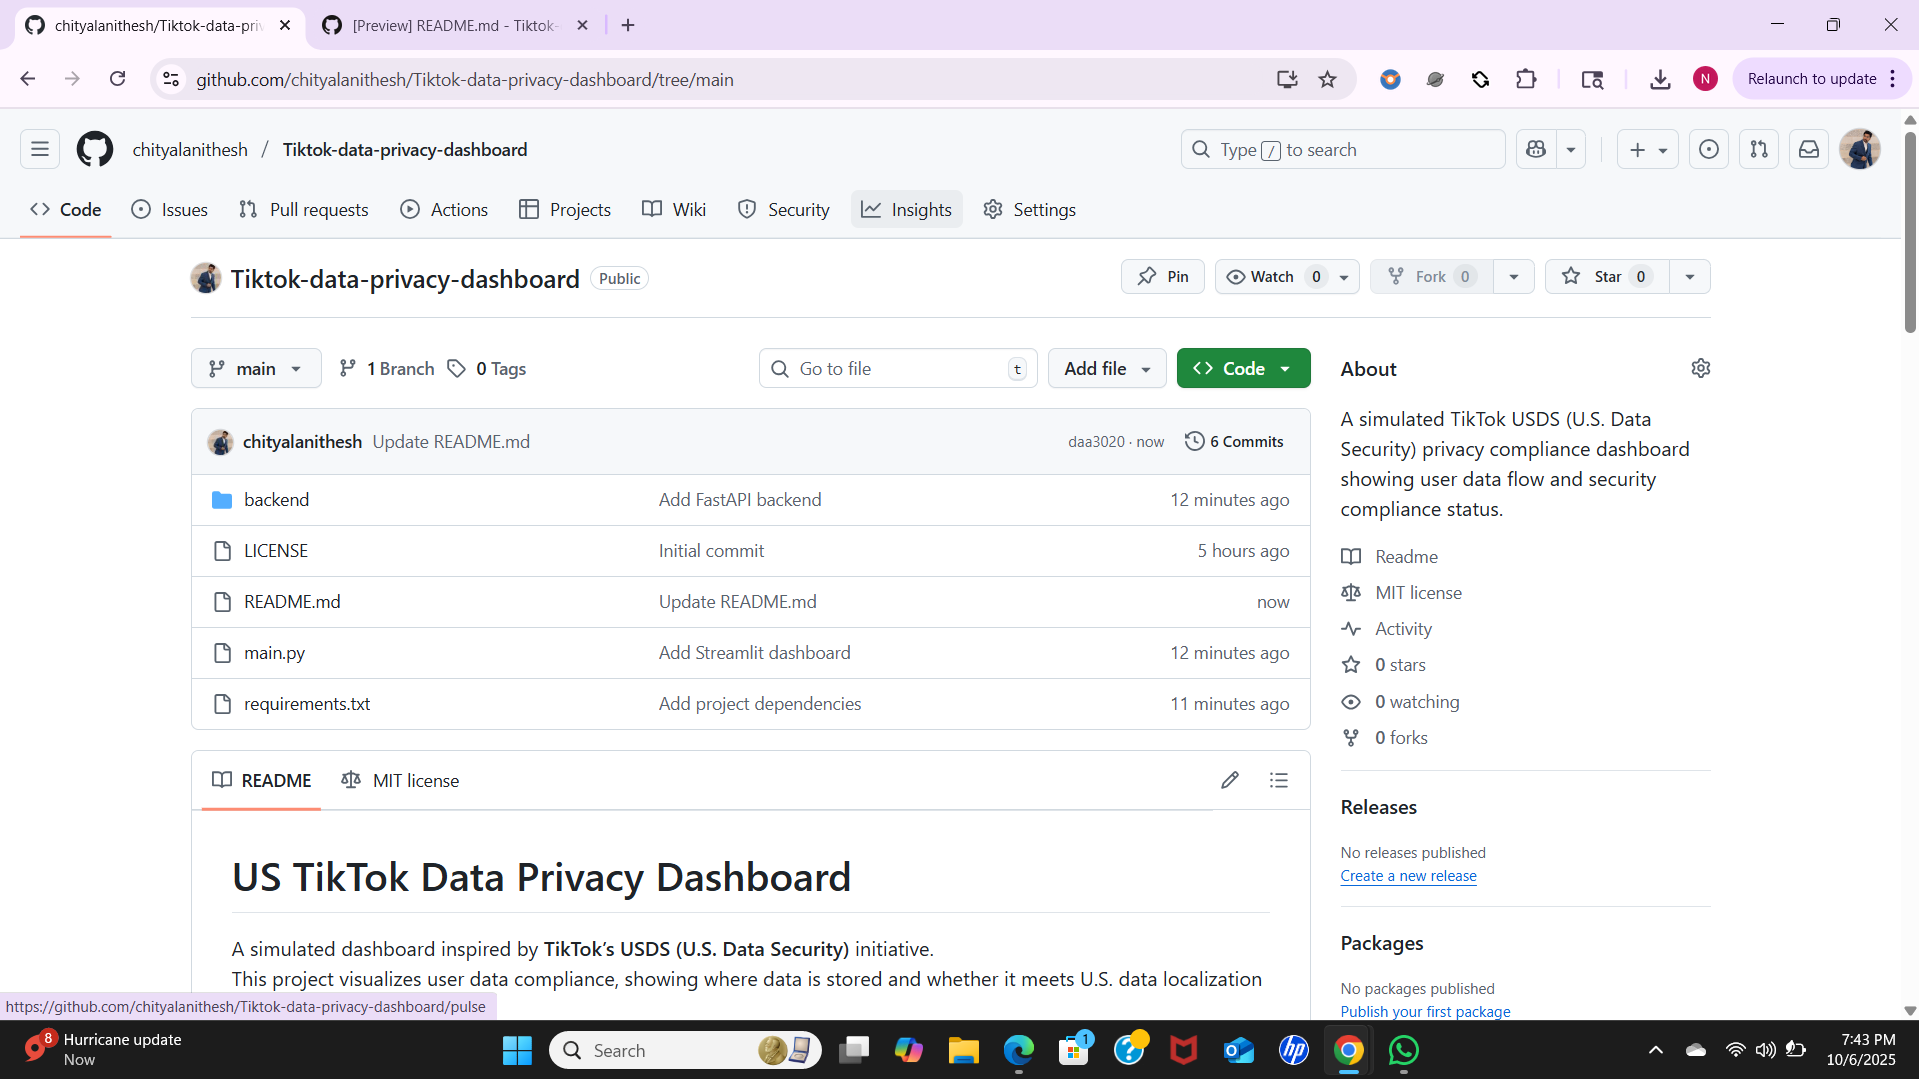 chityalanithesh/Tiktok-data-priv
[Preview] README.md - Tiktok-
github.com/chityalanithesh/Tiktok-data-privacy-dashboard/tree/main
N
Relaunch to update
chityalanithesh / Tiktok-data-privacy-dashboard
Type / to search
Code
Issues
Pull requests
Actions
Projects
Wiki
Security
Insights
Settings
Tiktok-data-privacy-dashboard
Public
Pin
Watch 0
Fork 0
Star 0
main
1 Branch
0 Tags
Go to file
t
Add file
Code
chityalanithesh Update README.md
daa3020 · now
6 Commits
backend Add FastAPI backend 12 minutes ago
LICENSE Initial commit 5 hours ago
README.md Update README.md now
main.py Add Streamlit dashboard 12 minutes ago
requirements.txt Add project dependencies 11 minutes ago
README
MIT license
US TikTok Data Privacy Dashboard
A simulated dashboard inspired by TikTok’s USDS (U.S. Data Security) initiative.
This project visualizes user data compliance, showing where data is stored and whether it meets U.S. data localization
About
A simulated TikTok USDS (U.S. Data
Security) privacy compliance dashboard
showing user data flow and security
compliance status.
Readme
MIT license
Activity
0 stars
0 watching
0 forks
Releases
No releases published
Create a new release
Packages
No packages published
Publish your first package
https://github.com/chityalanithesh/Tiktok-data-privacy-dashboard/pulse
8
Hurricane update
Now
Search
1
hp
7:43 PM
10/6/2025